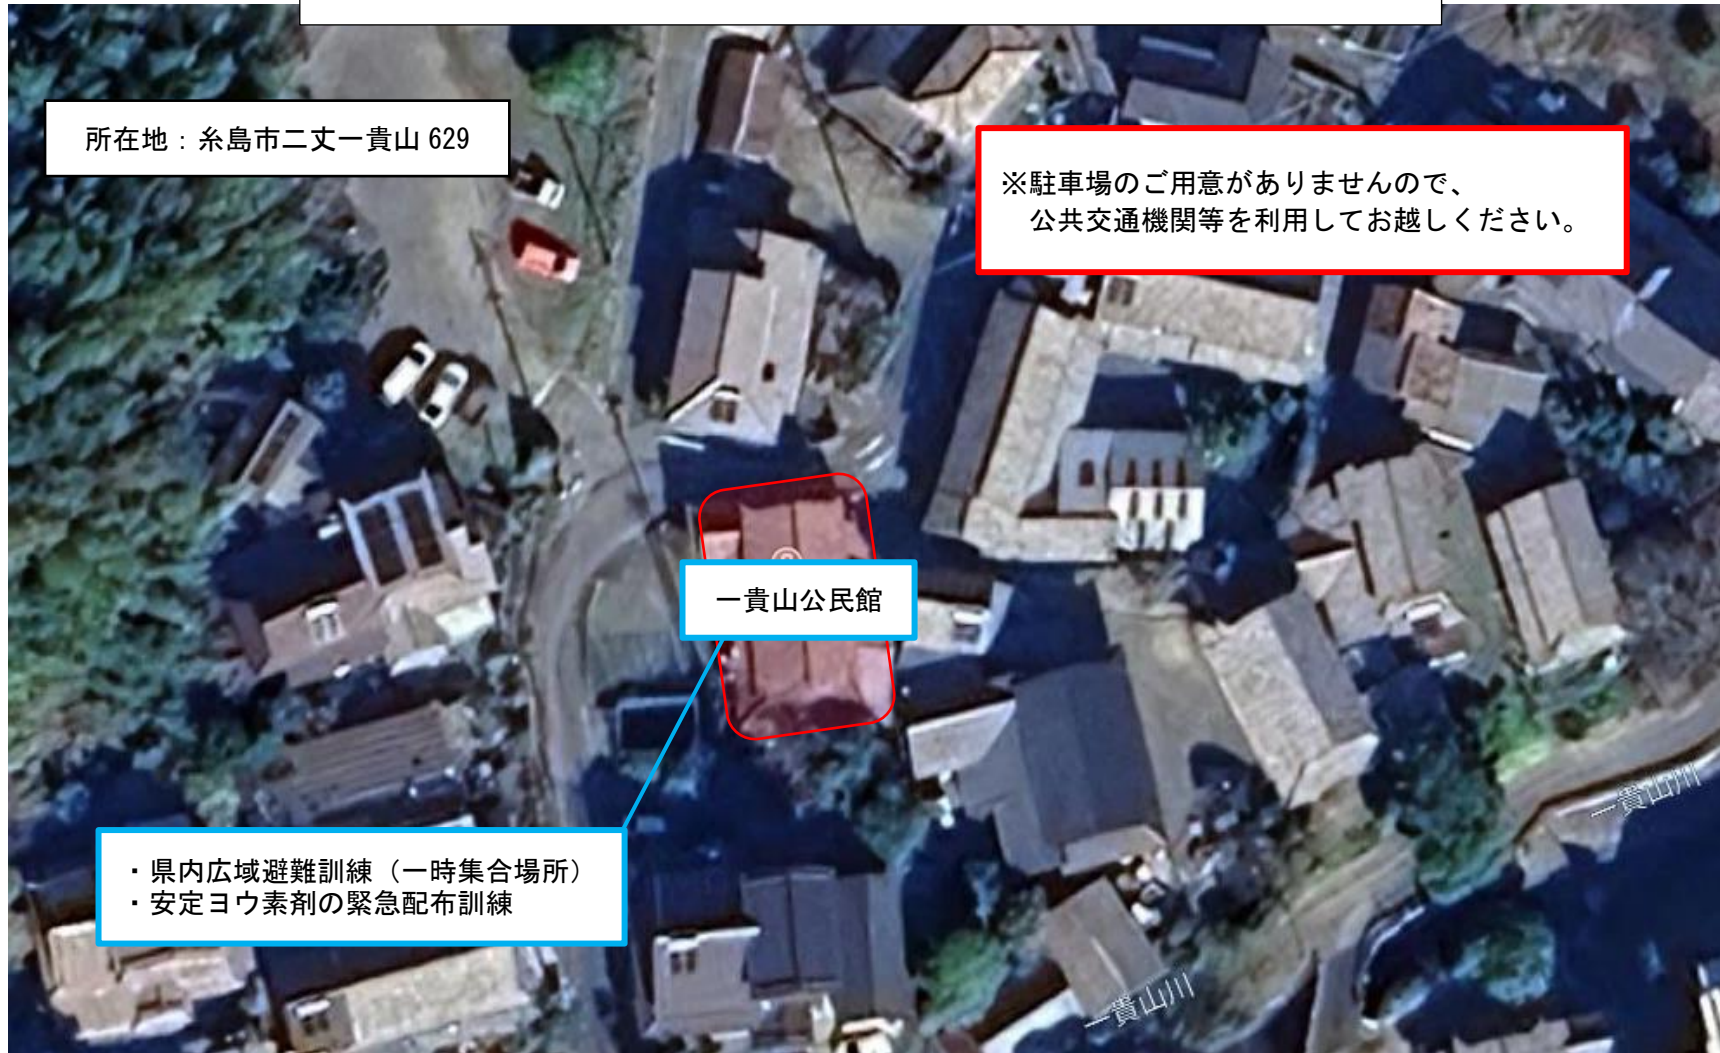 所在地：糸島市二丈一貴山 629
※駐車場のご用意がありませんので、
公共交通機関等を利用してお越しください。
一貴山公民館
・県内広域避難訓練（一時集合場所）
・安定ヨウ素剤の緊急配布訓練
一貴山川
一貴山川